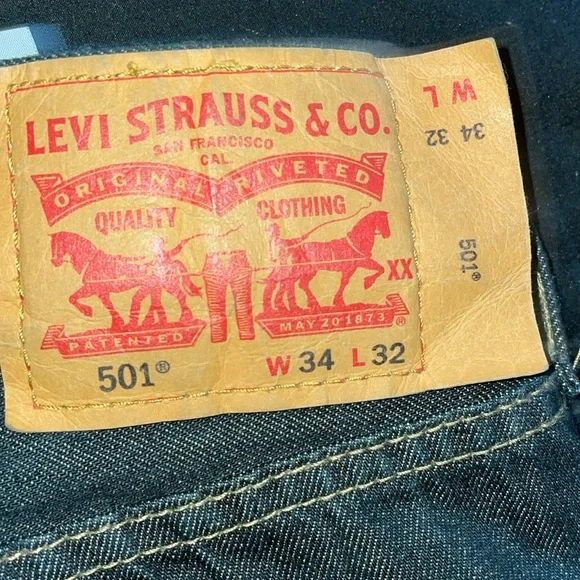 LEVI STRAUSS & CO.
SAN FRANCISCO
CAL.
ORIGINAL RIVETED
QUALITY CLOTHING
XX
PATENTED MAY 20 1873 ®
501® W 34 L 32
W L
34 32
501®